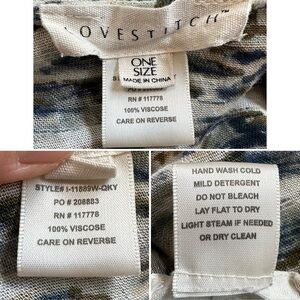 LOVESTITCH™
ONE
SIZE
MADE IN CHINA
RN # 117778
100% VISCOSE
CARE ON REVERSE
STYLE# I-11889W-QKY
PO # 208883
RN # 117778
100% VISCOSE
CARE ON REVERSE
HAND WASH COLD
MILD DETERGENT
DO NOT BLEACH
LAY FLAT TO DRY
LIGHT STEAM IF NEEDED
OR DRY CLEAN